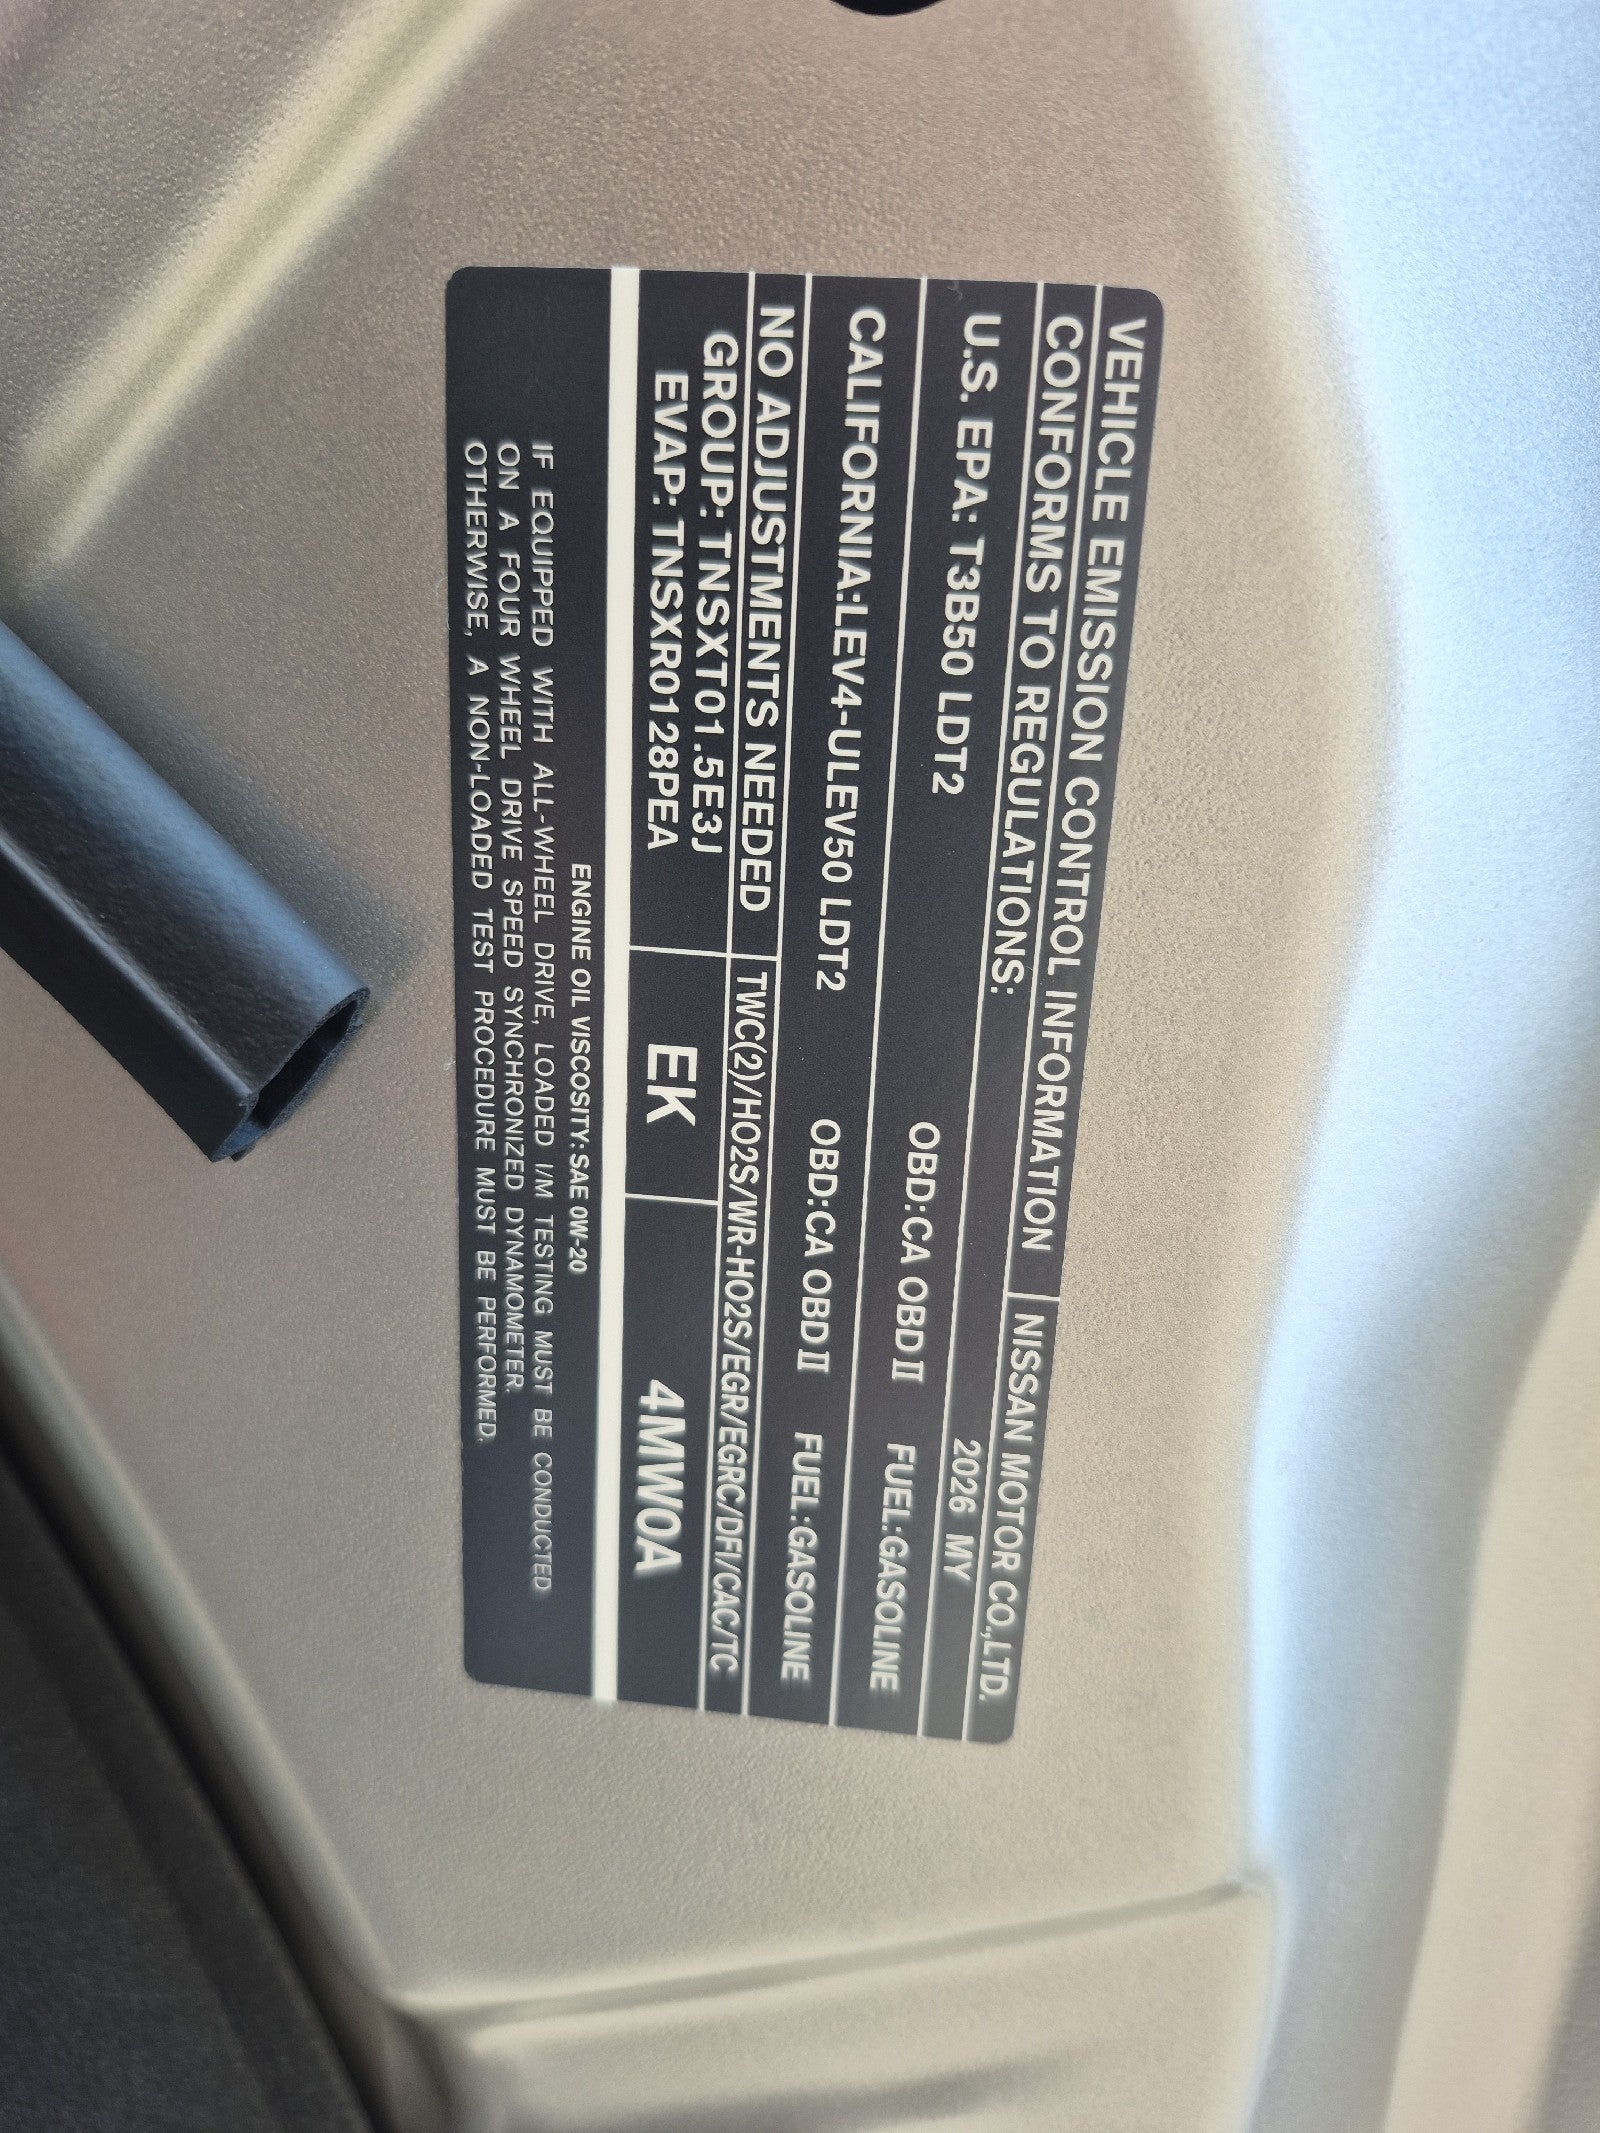 VEHICLE EMISSION CONTROL INFORMATION NISSAN MOTOR CO.,LTD.
CONFORMS TO REGULATIONS: 2026 MY
U.S. EPA: T3B50 LDT2 OBD:CA OBDⅡ FUEL:GASOLINE
CALIFORNIA:LEV4-ULEV50 LDT2 OBD:CA OBDⅡ FUEL:GASOLINE
NO ADJUSTMENTS NEEDED TWC(2)/HO2S/WR-HO2S/EGR/EGRC/DFI/CAC/TC
GROUP: TNSXT01.5E3J
EVAP: TNSXR0128PEA
EK
4MW0A
ENGINE OIL VISCOSITY:SAE 0W-20
IF EQUIPPED WITH ALL-WHEEL DRIVE, LOADED I/M TESTING MUST BE CONDUCTED
ON A FOUR WHEEL DRIVE SPEED SYNCHRONIZED DYNAMOMETER.
OTHERWISE, A NON-LOADED TEST PROCEDURE MUST BE PERFORMED.